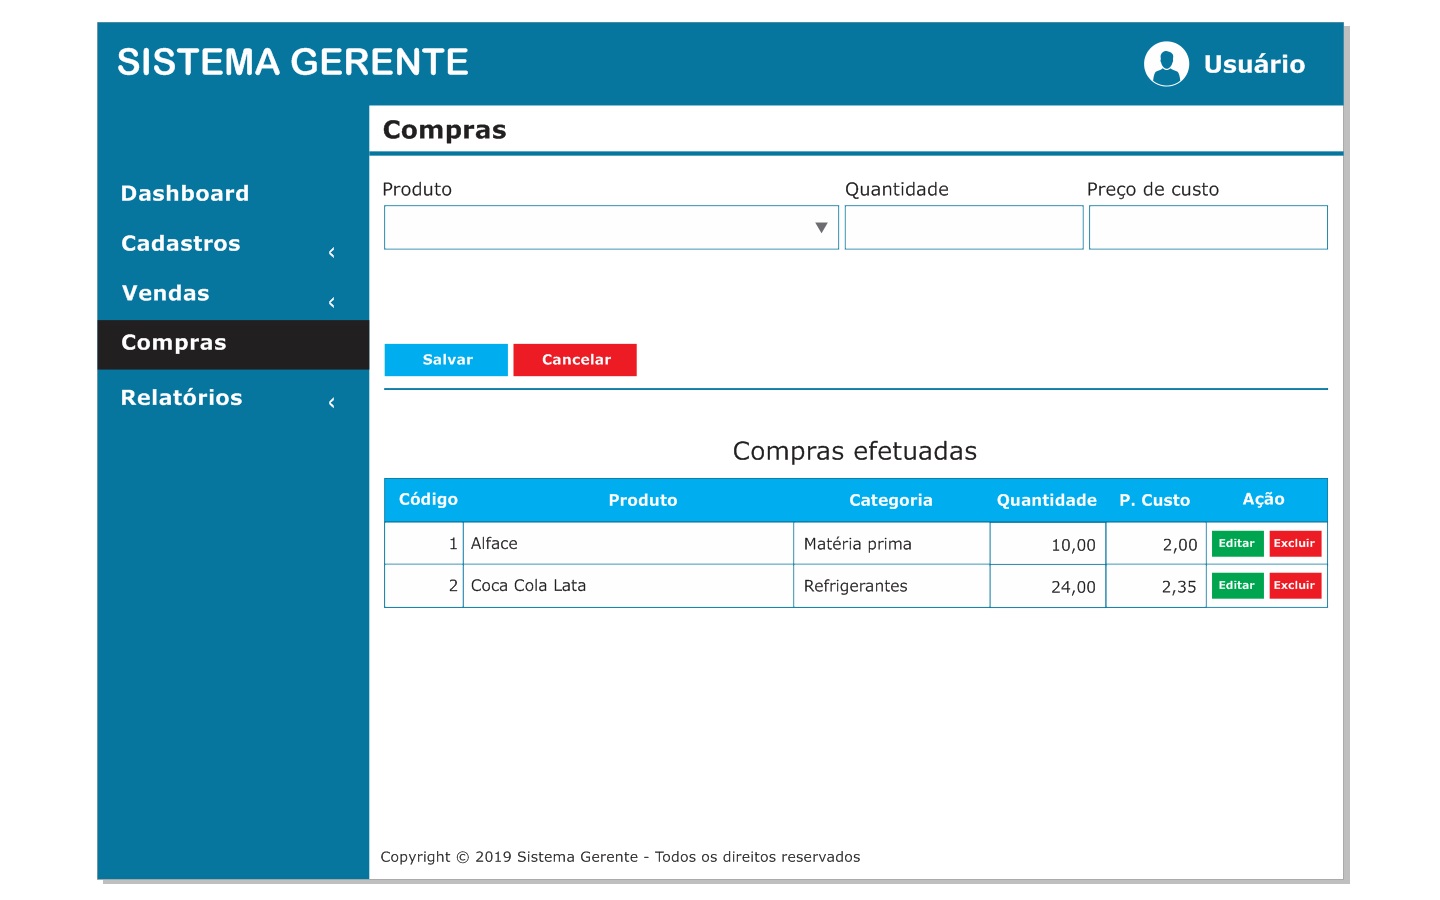 SISTEMA GERENTE
Usuário
Compras
Dashboard
Cadastros
Vendas
Compras
Relatórios
Produto Quantidade Preço de custo
Salvar Cancelar
Compras efetuadas
Código Produto Categoria Quantidade P. Custo Ação
1 Alface Matéria prima 10,00 2,00 Editar Excluir
2 Coca Cola Lata Refrigerantes 24,00 2,35 Editar Excluir
Copyright © 2019 Sistema Gerente - Todos os direitos reservados